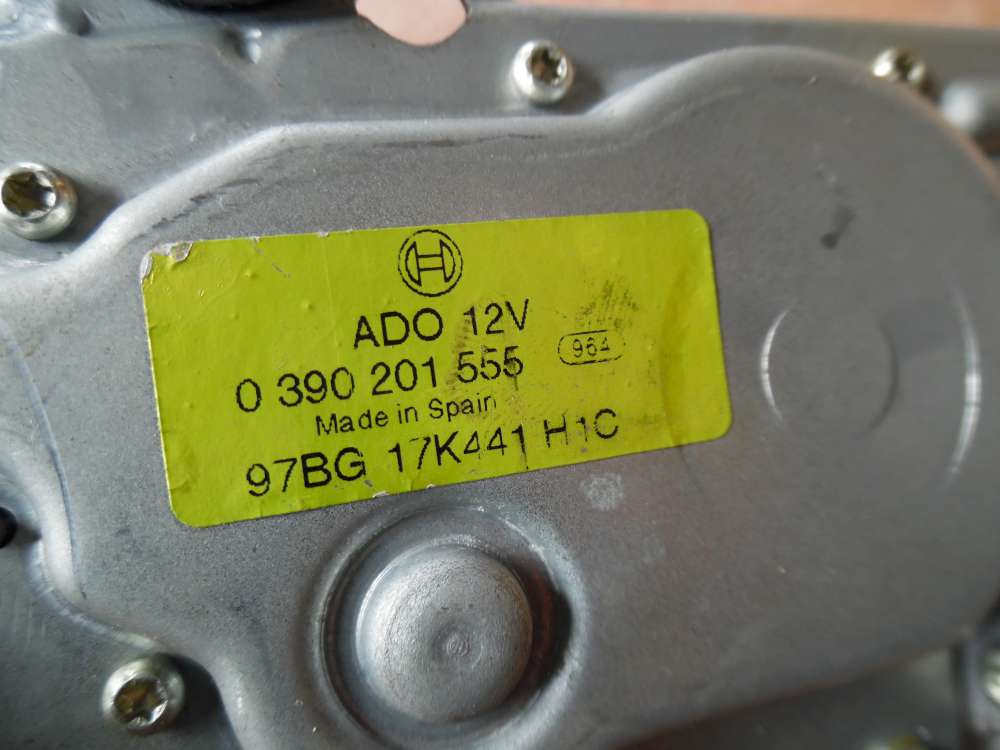 ADO 12V
0 390 201 555 964
Made in Spain
97BG 17K441 H1C